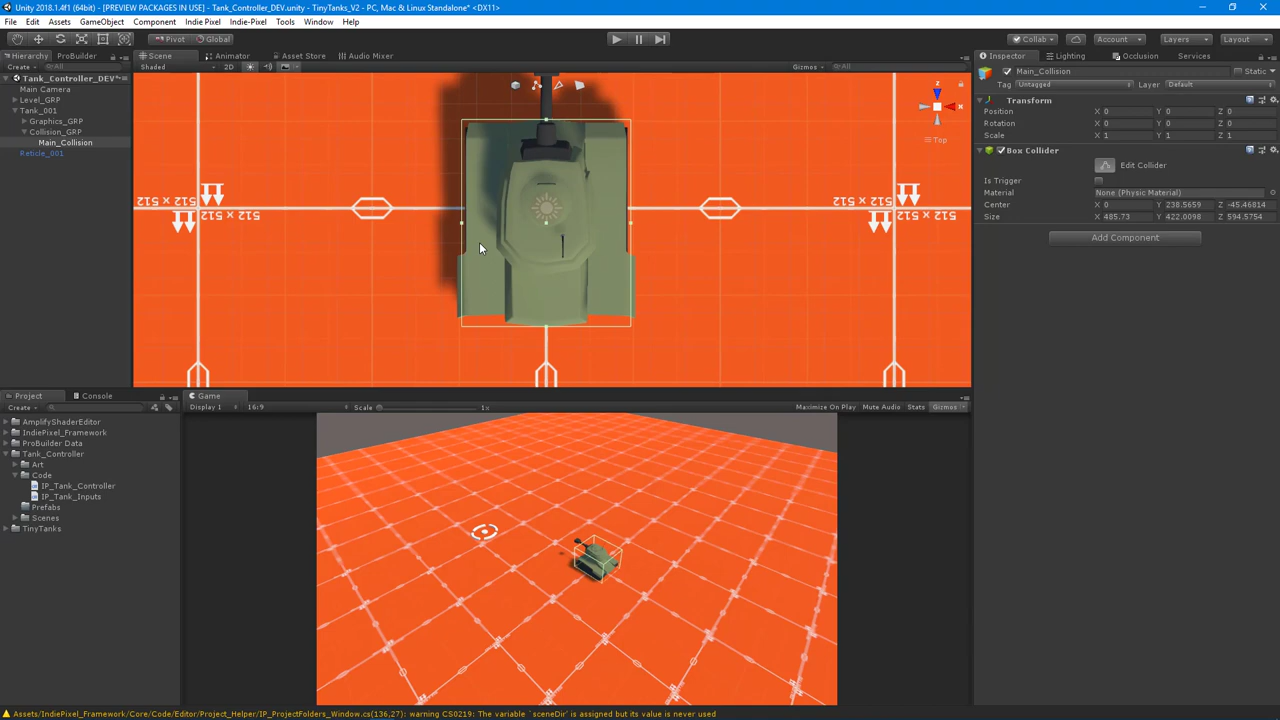 Unity 2018.1.4f1 - [PREVIEW PACKAGES IN USE] - Tank_Controller_DEV.unity - TinyTanks_V2 - PC, Mac & Linux Standalone* <DX11>
File Edit Assets GameObject Component Indie Pixel Indie-Pixel Tools Window Help
Pivot Global Collab Account Layers Layout
Hierarchy ProBuilder Scene Animator Asset Store Audio Mixer Inspector Lighting Occlusion Services
Create All Shaded 2D Gizmos All Main_Collision Static
Tank_Controller_DEV*
Tag Untagged Layer Default
Main Camera
Level_GRP
Transform
Tank_001
Position X 0 Y 0 Z 0
Graphics_GRP
Rotation X 0 Y 0 Z 0
Collision_GRP
Scale X 1 Y 1 Z 1
Main_Collision
Top
Reticle_001
Box Collider
Edit Collider
Is Trigger
Material None (Physic Material)
Center X 0 Y 238.5659 Z -45.46814
Size X 485.73 Y 422.0098 Z 594.5754
Add Component
z
x
512 x 512
512 x 512
512 x 512
512 x 512
Project Console Game
Create Display 1 16:9 Scale 1x Maximize On Play Mute Audio Stats Gizmos
AmplifyShaderEditor
IndiePixel_Framework
ProBuilder Data
Tank_Controller
Art
Code
IP_Tank_Controller
IP_Tank_Inputs
Prefabs
Scenes
TinyTanks
Assets/IndiePixel_Framework/Core/Code/Editor/Project_Helper/IP_ProjectFolders_Window.cs(136,27): warning CS0219: The variable `sceneDir' is assigned but its value is never used